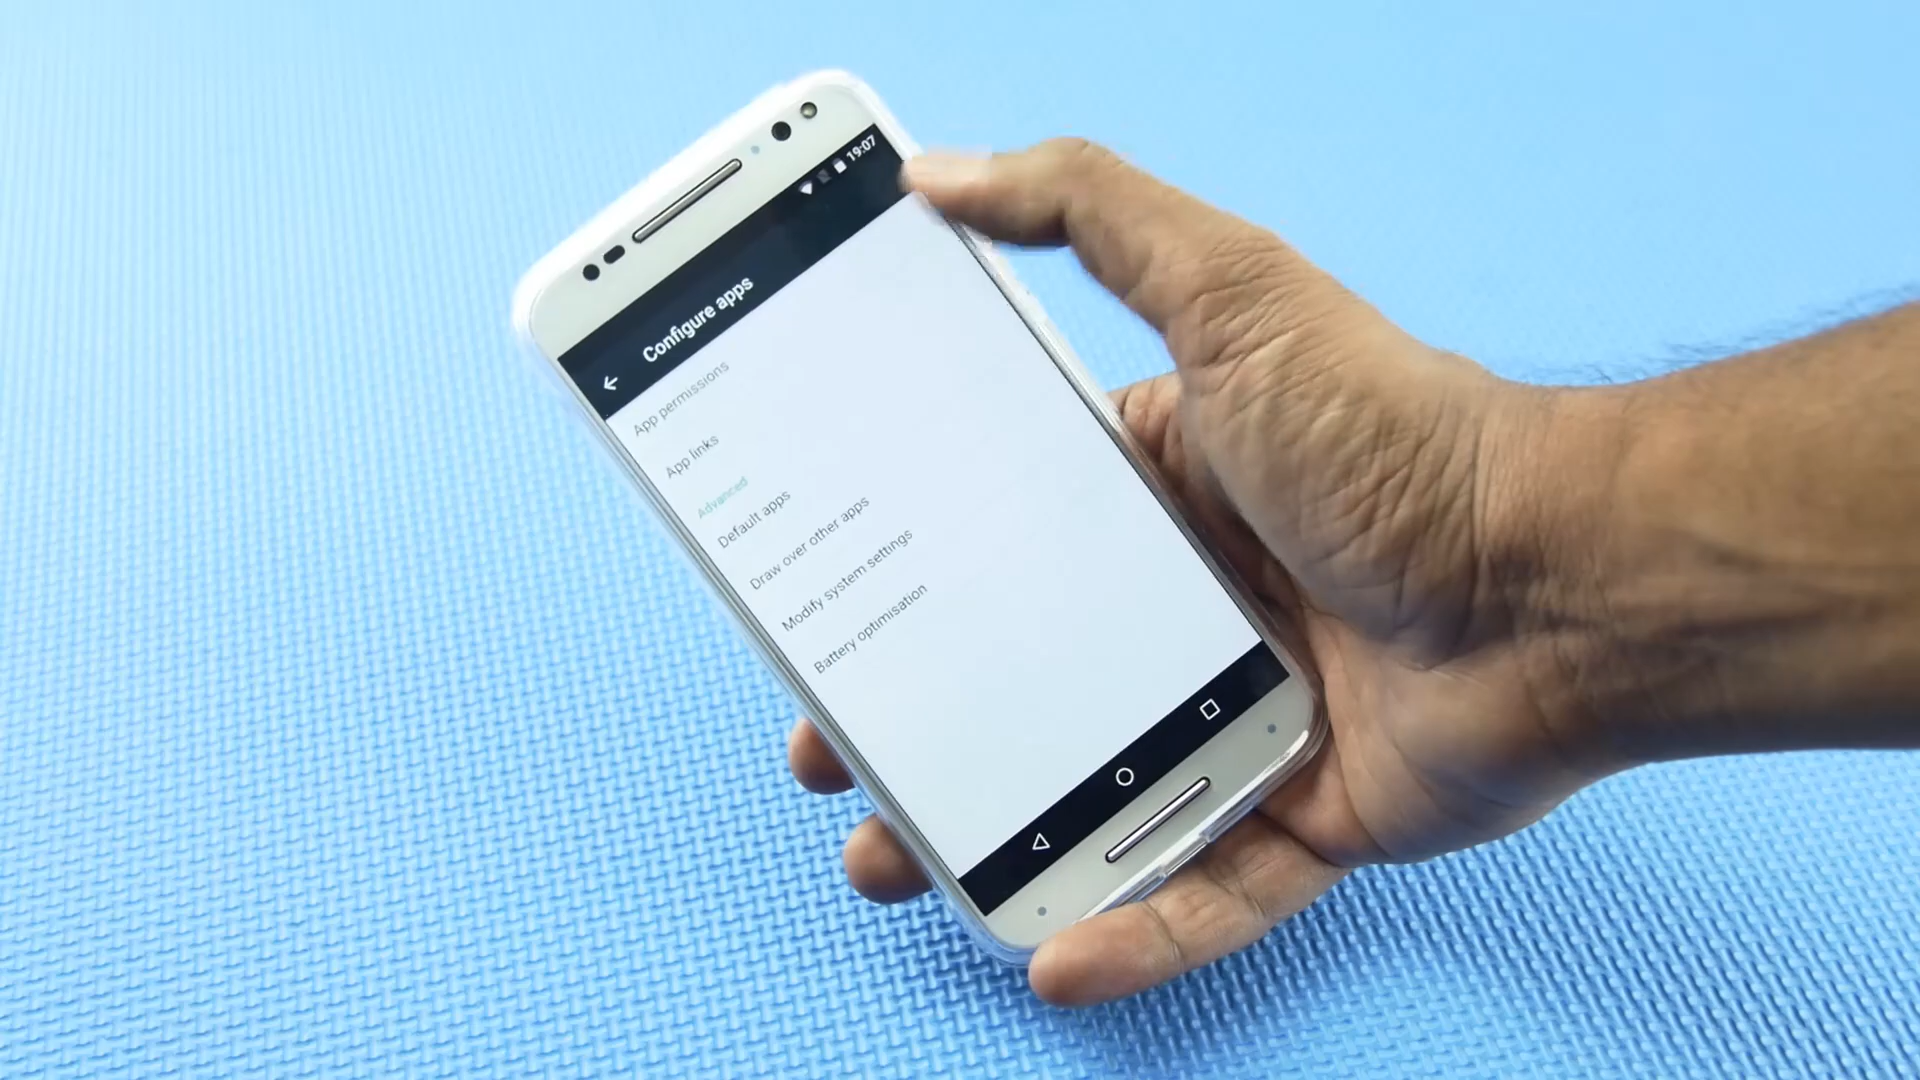 19:07
Configure apps
App permissions
App links
Advanced
Default apps
Draw over other apps
Modify system settings
Battery optimisation